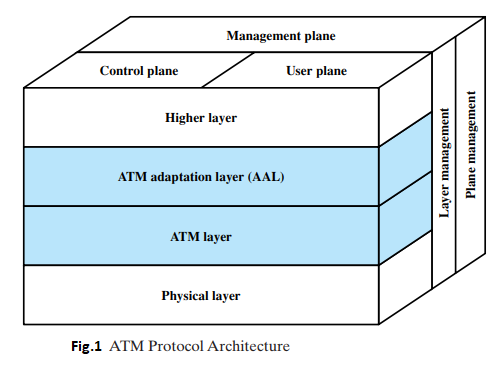 Management plane
Control plane
User plane
Higher layer
ATM adaptation layer (AAL)
ATM layer
Physical layer
Layer management
Plane management
Fig.1 ATM Protocol Architecture